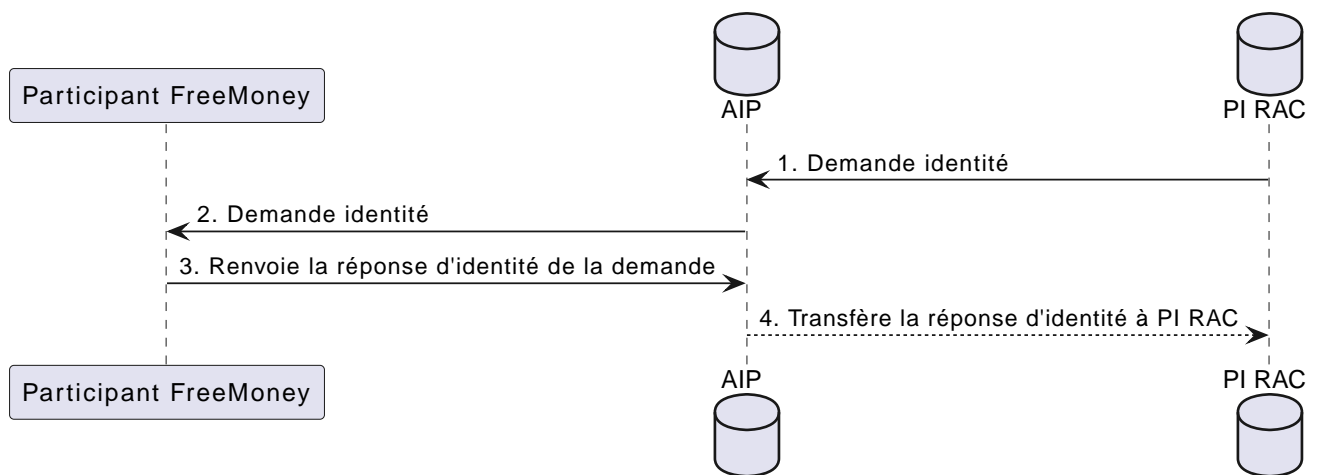 Participant FreeMoney
AIP
PI RAC
1. Demande identité
2. Demande identité
3. Renvoie la réponse d'identité de la demande
4. Transfère la réponse d'identité à PI RAC
Participant FreeMoney
AIP
PI RAC